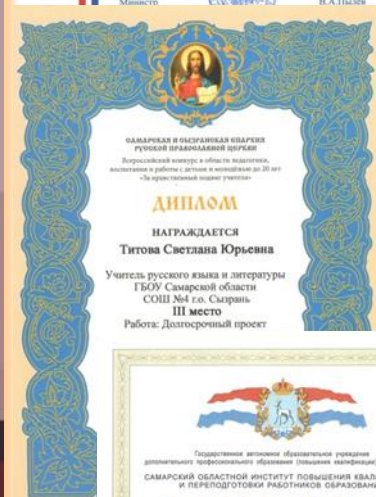 Министр
В.А.Пылев
САМАРСКАЯ И СЫЗРАНСКАЯ ЕПАРХИЯ
РУССКОЙ ПРАВОСЛАВНОЙ ЦЕРКВИ
Всероссийский конкурс в области педагогики,
воспитания и работы с детьми и молодёжью до 20 лет
«За нравственный подвиг учителя»
ДИПЛОМ
НАГРАЖДАЕТСЯ
Титова Светлана Юрьевна
Учитель русского языка и литературы
ГБОУ Самарской области
СОШ №4 г.о. Сызрань
III место
Работа: Долгосрочный проект
Государственное автономное образовательное учреждение
дополнительного профессионального образования (повышения квалификации)
САМАРСКИЙ ОБЛАСТНОЙ ИНСТИТУТ ПОВЫШЕНИЯ КВАЛ
И ПЕРЕПОДГОТОВКИ РАБОТНИКОВ ОБРАЗОВАН